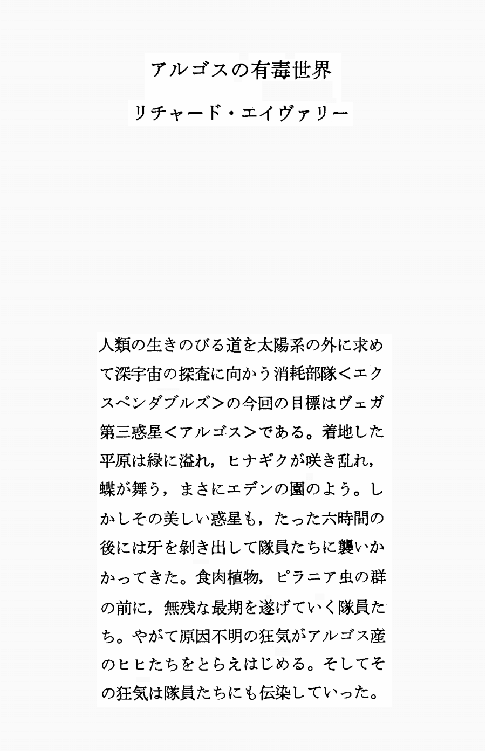 アルゴスの有毒世界
リチャード・エイヴァリー
人類の生きのびる道を太陽系の外に求め
て深宇宙の探査に向かう消耗部隊＜エク
スペンダブルズ＞の今回の目標はヴェガ
第三惑星＜アルゴス＞である。着地した
平原は緑に溢れ，ヒナギクが咲き乱れ，
蝶が舞う，まさにエデンの園のよう。し
かしその美しい惑星も，たった六時間の
後には牙を剝き出して隊員たちに襲いか
かってきた。食肉植物，ピラニア虫の群
の前に，無残な最期を遂げていく隊員た
ち。やがて原因不明の狂気がアルゴス産
のヒヒたちをとらえはじめる。そしてそ
の狂気は隊員たちにも伝染していった。